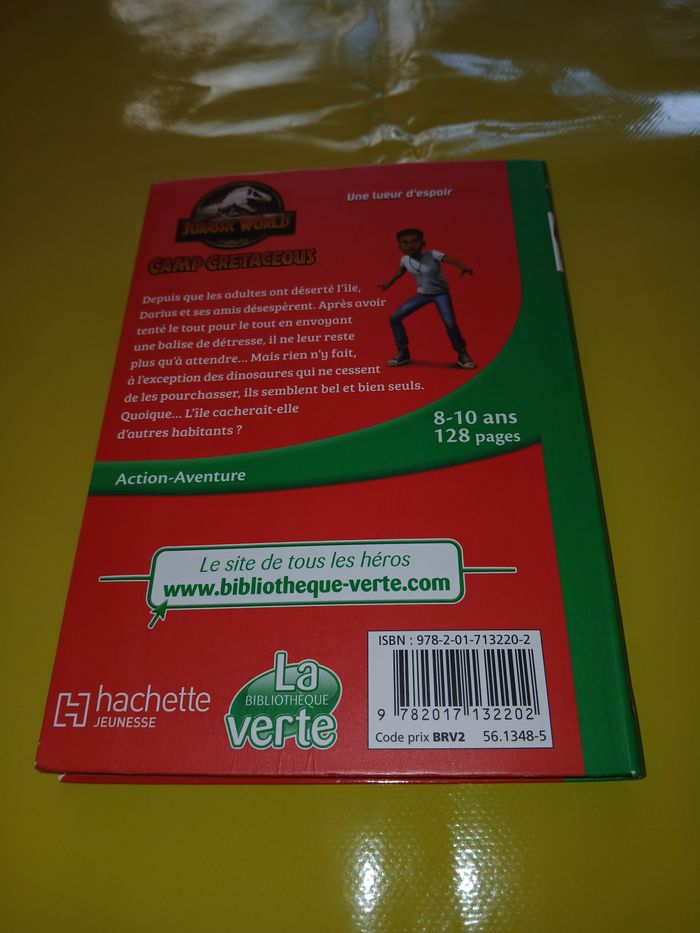 JURASSIC WORLD
CAMP CRETACEOUS
Une lueur d'espoir
Depuis que les adultes ont déserté l'île,
Darius et ses amis désespèrent. Après avoir
tenté le tout pour le tout en envoyant
une balise de détresse, il ne leur reste
plus qu'à attendre... Mais rien n'y fait,
à l'exception des dinosaures qui ne cessent
de les pourchasser, ils semblent bel et bien seuls.
Quoique... L'île cacherait-elle
d'autres habitants ?
8-10 ans
128 pages
Action-Aventure
Le site de tous les héros
www.bibliotheque-verte.com
hachette
JEUNESSE
La
BIBLIOTHÈQUE
verte
ISBN : 978-2-01-713220-2
9 782017 132202
Code prix BRV2 56.1348-5